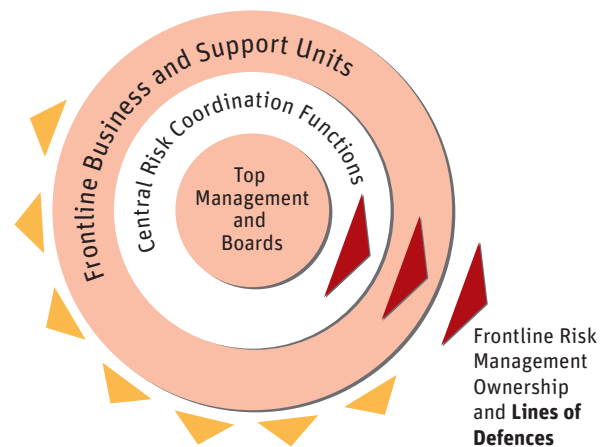 Frontline Business and Support Units
Central Risk Coordination Functions
Top
Management
and
Boards
Frontline Risk
Management
Ownership
and Lines of
Defences